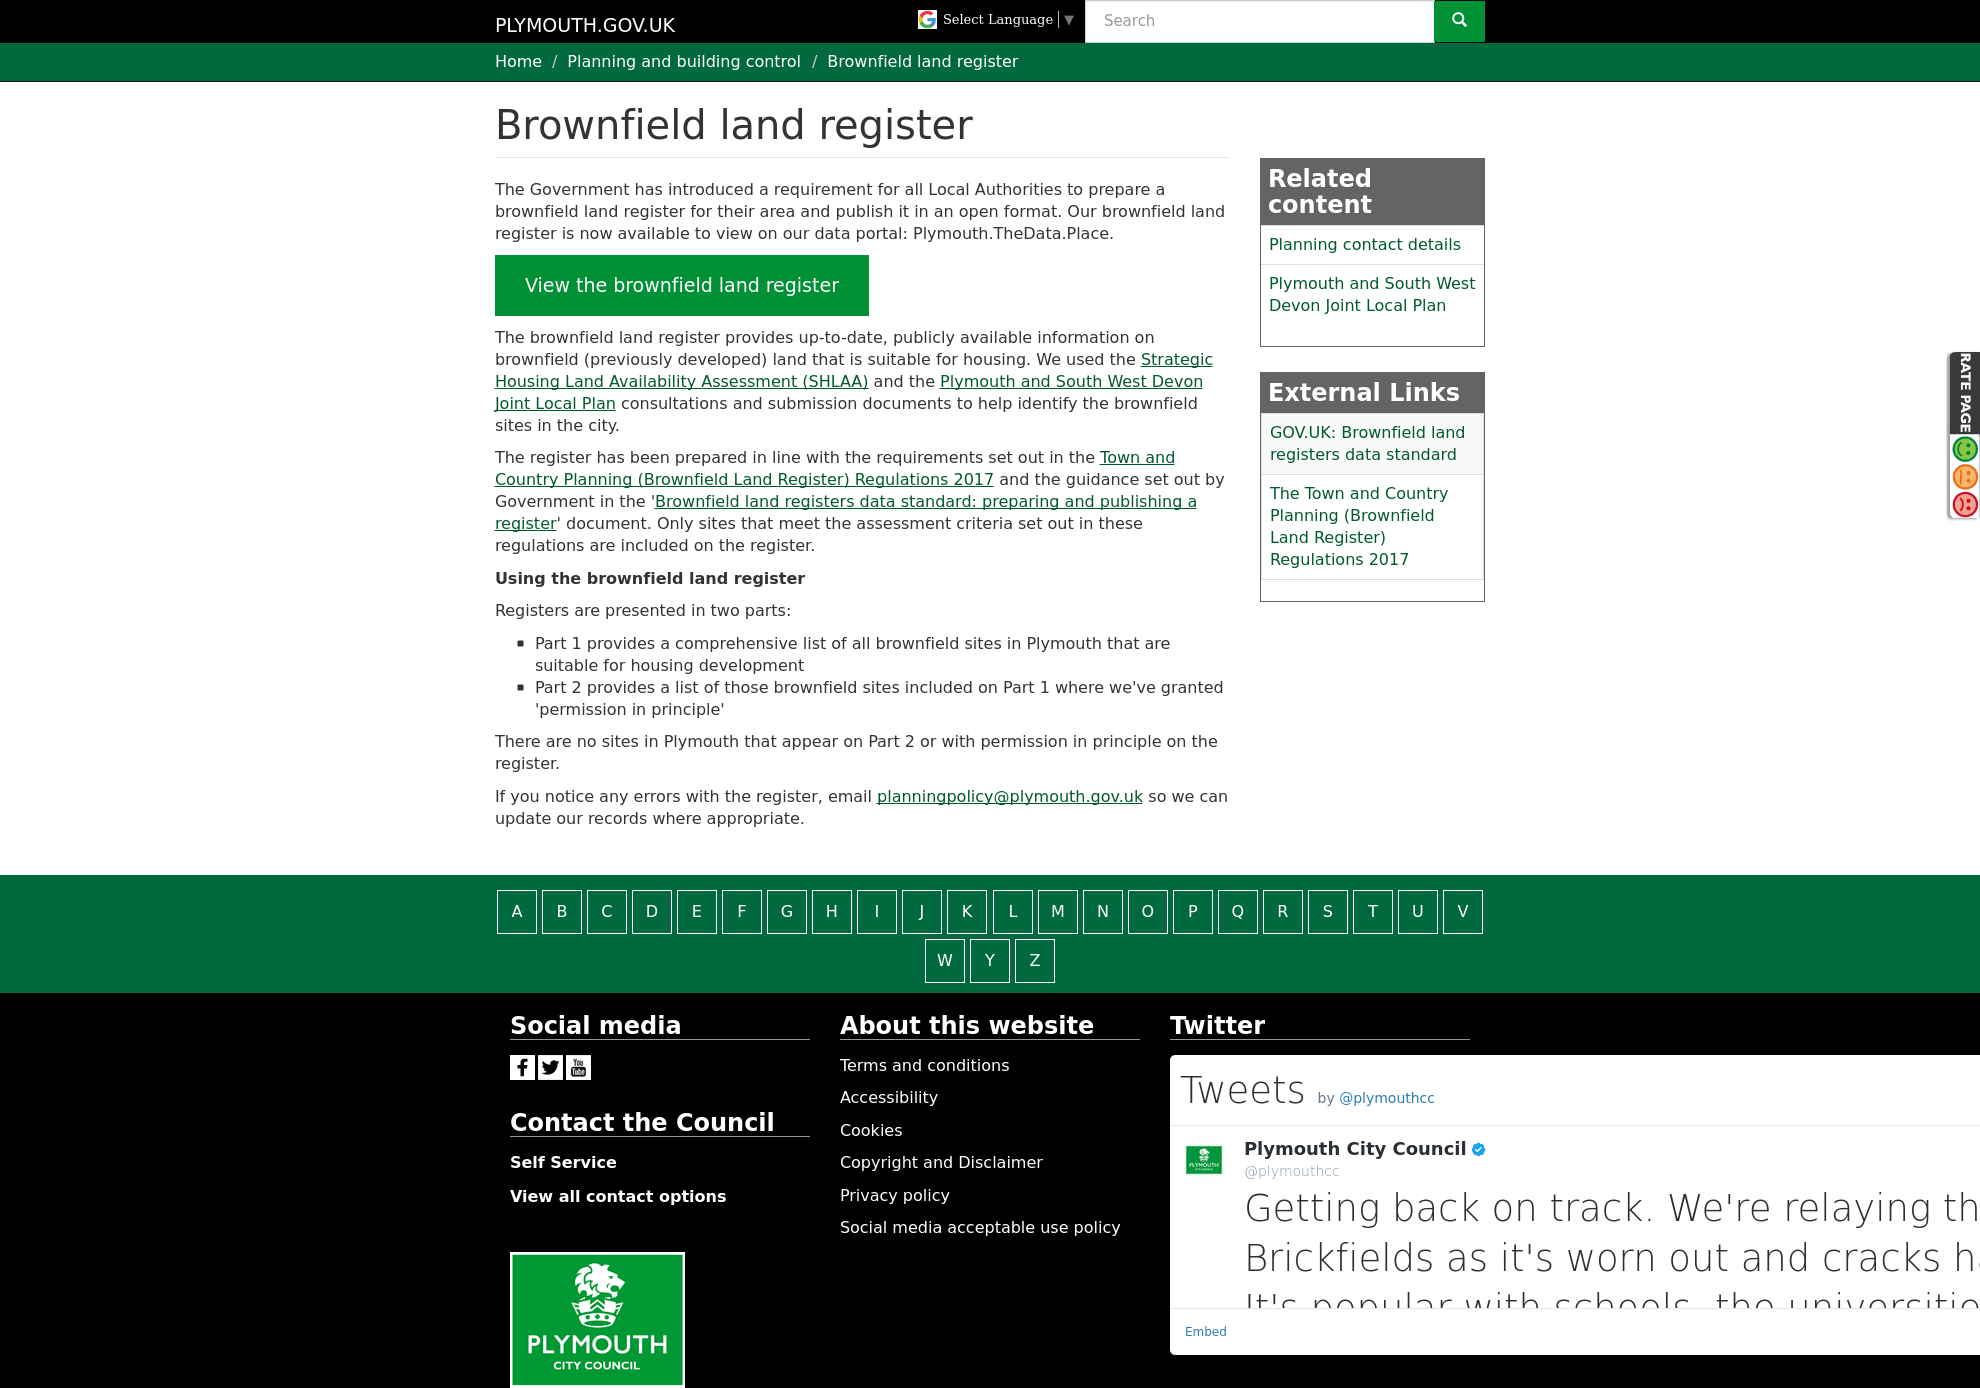 PLYMOUTH.GOV.UK
Select Language ▼
Search
Home / Planning and building control / Brownfield land register
Brownfield land register
The Government has introduced a requirement for all Local Authorities to prepare a
brownfield land register for their area and publish it in an open format. Our brownfield land
register is now available to view on our data portal: Plymouth.TheData.Place.
View the brownfield land register
The brownfield land register provides up-to-date, publicly available information on
brownfield (previously developed) land that is suitable for housing. We used the Strategic
Housing Land Availability Assessment (SHLAA) and the Plymouth and South West Devon
Joint Local Plan consultations and submission documents to help identify the brownfield
sites in the city.
The register has been prepared in line with the requirements set out in the Town and
Country Planning (Brownfield Land Register) Regulations 2017 and the guidance set out by
Government in the 'Brownfield land registers data standard: preparing and publishing a
register' document. Only sites that meet the assessment criteria set out in these
regulations are included on the register.
Using the brownfield land register
Registers are presented in two parts:
Part 1 provides a comprehensive list of all brownfield sites in Plymouth that are
suitable for housing development
Part 2 provides a list of those brownfield sites included on Part 1 where we've granted
'permission in principle'
There are no sites in Plymouth that appear on Part 2 or with permission in principle on the
register.
If you notice any errors with the register, email planningpolicy@plymouth.gov.uk so we can
update our records where appropriate.
Related
content
Planning contact details
Plymouth and South West
Devon Joint Local Plan
External Links
GOV.UK: Brownfield land
registers data standard
The Town and Country
Planning (Brownfield
Land Register)
Regulations 2017
RATE PAGE
A B C D E F G H I J K L M N O P Q R S T U V
W Y Z
Social media
You
Tube
Contact the Council
Self Service
View all contact options
PLYMOUTH
CITY COUNCIL
About this website
Terms and conditions
Accessibility
Cookies
Copyright and Disclaimer
Privacy policy
Social media acceptable use policy
Twitter
Tweets by @plymouthcc
PLYMOUTH
Plymouth City Council
@plymouthcc
Getting back on track. We're relaying th
Brickfields as it's worn out and cracks ha
It's popular with schools, the universitie
Embed